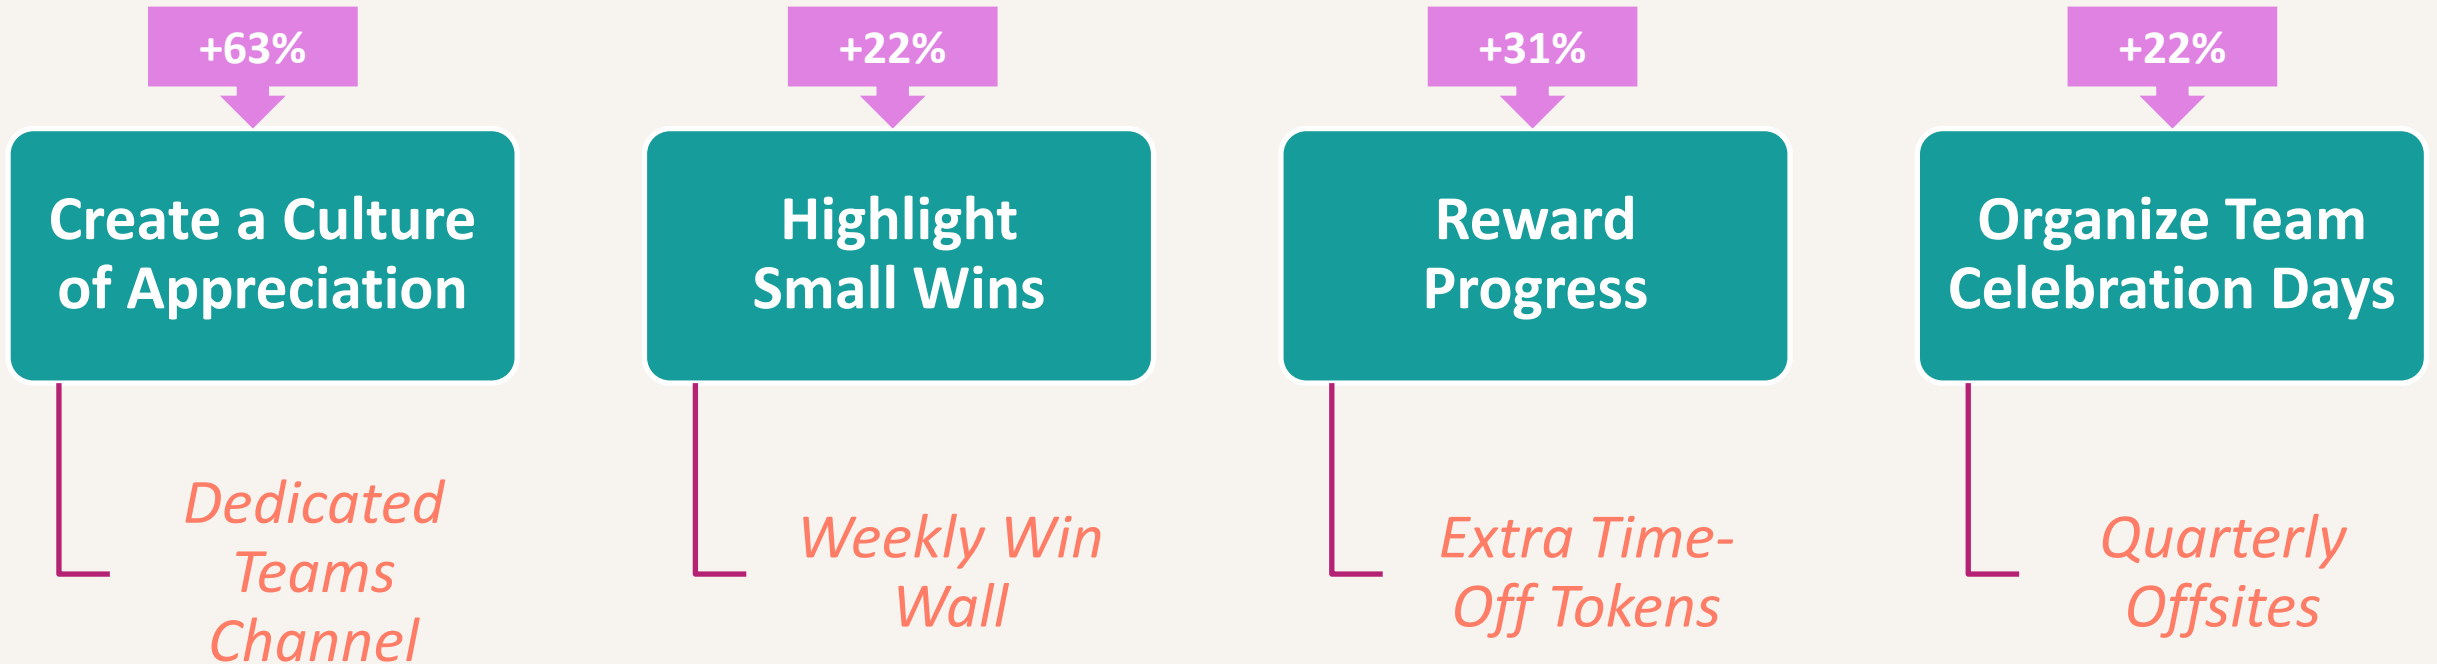 +63%
+22%
+31%
+22%
Create a Culture
of Appreciation
Highlight
Small Wins
Reward
Progress
Organize Team
Celebration Days
Dedicated
Teams
Channel
Weekly Win
Wall
Extra Time-
Off Tokens
Quarterly
Offsites